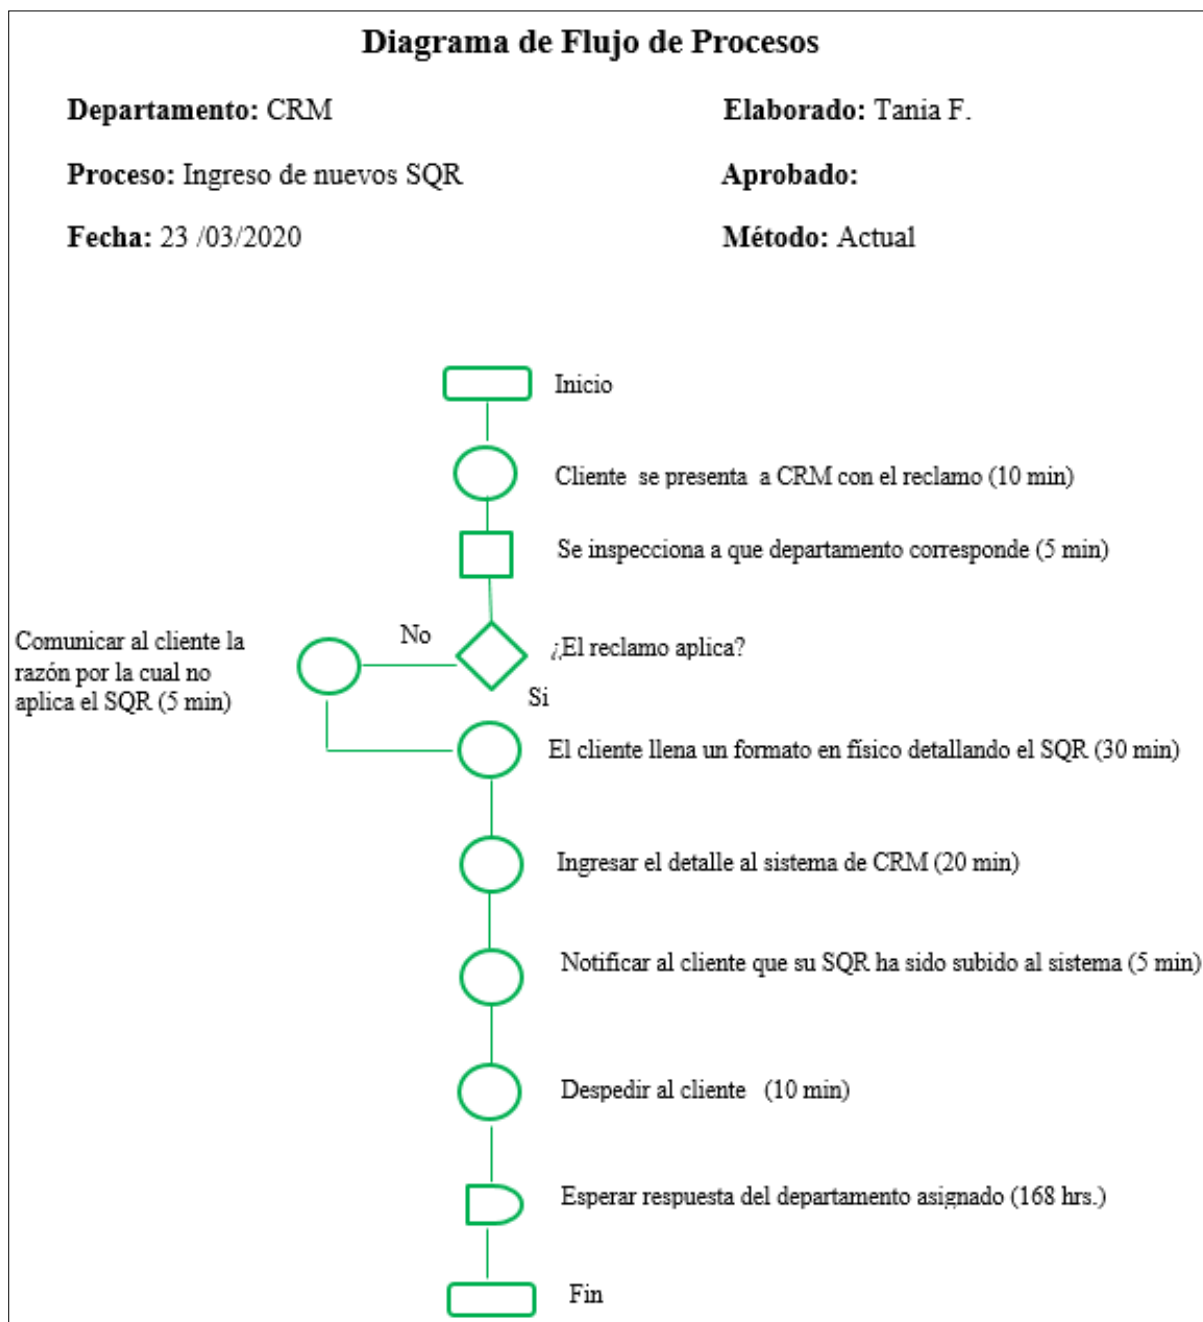 Diagrama de Flujo de Procesos
Departamento: CRM
Elaborado: Tania F.
Proceso: Ingreso de nuevos SQR
Aprobado:
Fecha: 23 /03/2020
Método: Actual
Inicio
Cliente se presenta a CRM con el reclamo (10 min)
Se inspecciona a que departamento corresponde (5 min)
¿El reclamo aplica?
No
Comunicar al cliente la
razón por la cual no
aplica el SQR (5 min)
Si
El cliente llena un formato en físico detallando el SQR (30 min)
Ingresar el detalle al sistema de CRM (20 min)
Notificar al cliente que su SQR ha sido subido al sistema (5 min)
Despedir al cliente (10 min)
Esperar respuesta del departamento asignado (168 hrs.)
Fin